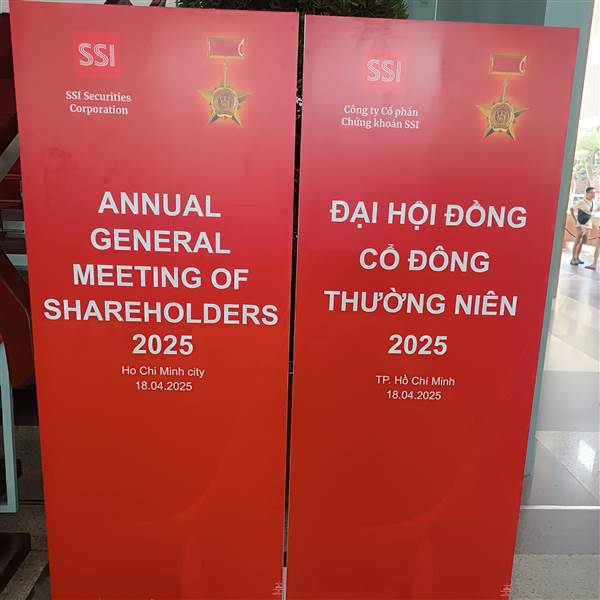 SSI
SSI Securities
Corporation
ANNUAL
GENERAL
MEETING OF
SHAREHOLDERS
2025
Ho Chi Minh city
18.04.2025
SSI
Công ty Cổ phần
Chứng khoán SSI
ĐẠI HỘI ĐỒNG
CỔ ĐÔNG
THƯỜNG NIÊN
2025
TP. Hồ Chí Minh
18.04.2025